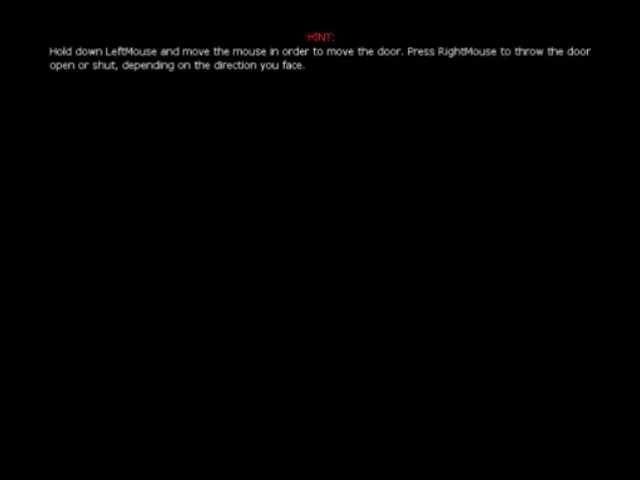 HINT:
Hold down LeftMouse and move the mouse in order to move the door. Press RightMouse to throw the door
open or shut, depending on the direction you face.